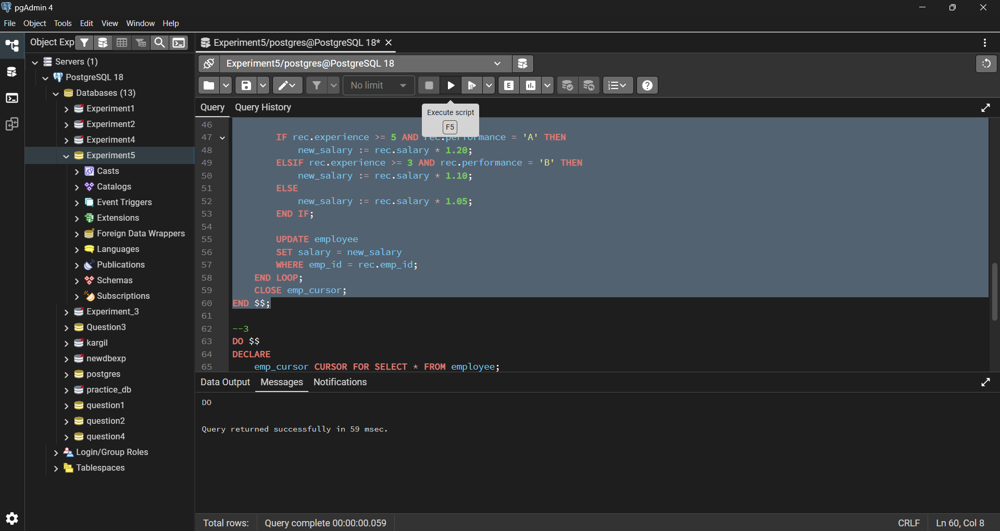 pgAdmin 4
File Object Tools Edit View Window Help
Object Exp
Experiment5/postgres@PostgreSQL 18*
Servers (1)
PostgreSQL 18
Databases (13)
Experiment1
Experiment2
Experiment4
Experiment5
Casts
Catalogs
Event Triggers
Extensions
Foreign Data Wrappers
Languages
Publications
Schemas
Subscriptions
Experiment_3
Question3
kargil
newdbexp
postgres
practice_db
question1
question2
question4
Login/Group Roles
Tablespaces
Experiment5/postgres@PostgreSQL 18
No limit
E
Query Query History
Execute script
F5
46
47 IF rec.experience >= 5 AND rec.performance = 'A' THEN
48 new_salary := rec.salary * 1.20;
49 ELSIF rec.experience >= 3 AND rec.performance = 'B' THEN
50 new_salary := rec.salary * 1.10;
51 ELSE
52 new_salary := rec.salary * 1.05;
53 END IF;
54
55 UPDATE employee
56 SET salary = new_salary
57 WHERE emp_id = rec.emp_id;
58 END LOOP;
59 CLOSE emp_cursor;
60 END $$;
61
62 --3
63 DO $$
64 DECLARE
65 emp_cursor CURSOR FOR SELECT * FROM employee;
Data Output Messages Notifications
DO
Query returned successfully in 59 msec.
Total rows: Query complete 00:00:00.059 CRLF Ln 60, Col 8